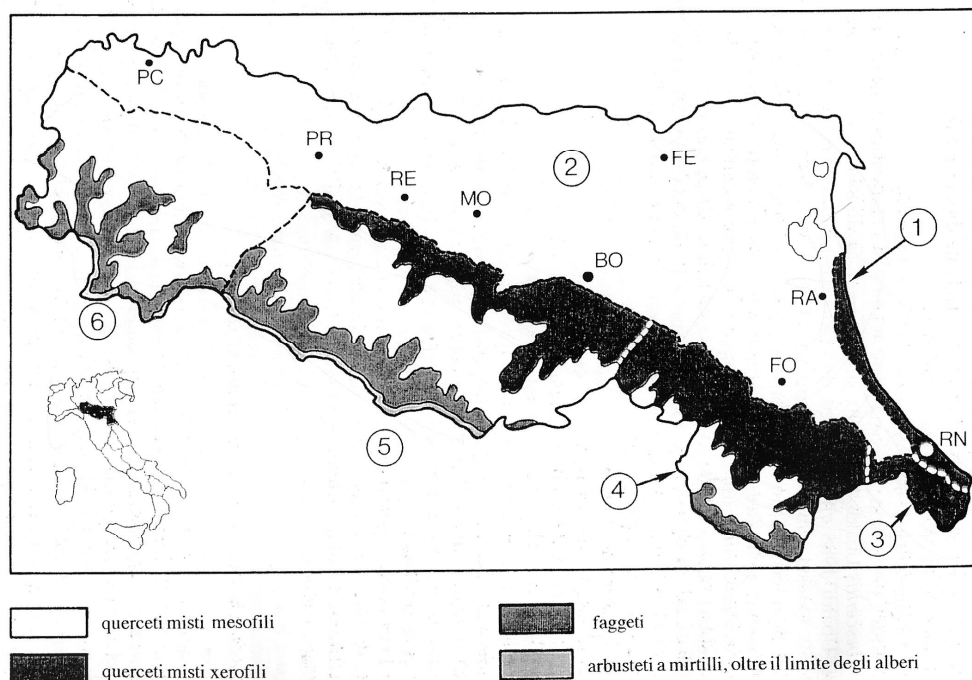 PC
PR
RE
MO
2
FE
1
BO
RA
6
FO
5
RN
4
3
querceti misti mesofili
faggeti
querceti misti xerofili
arbusteti a mirtilli, oltre il limite degli alberi